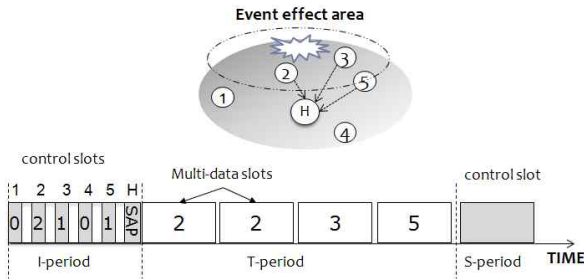 Event effect area
3
2
5
1
H
4
control slots
1 2 3 4 5 H
Multi-data slots
control slot
0 2 1 0 1 SAP 2 2 3 5
I-period
T-period
S-period
TIME